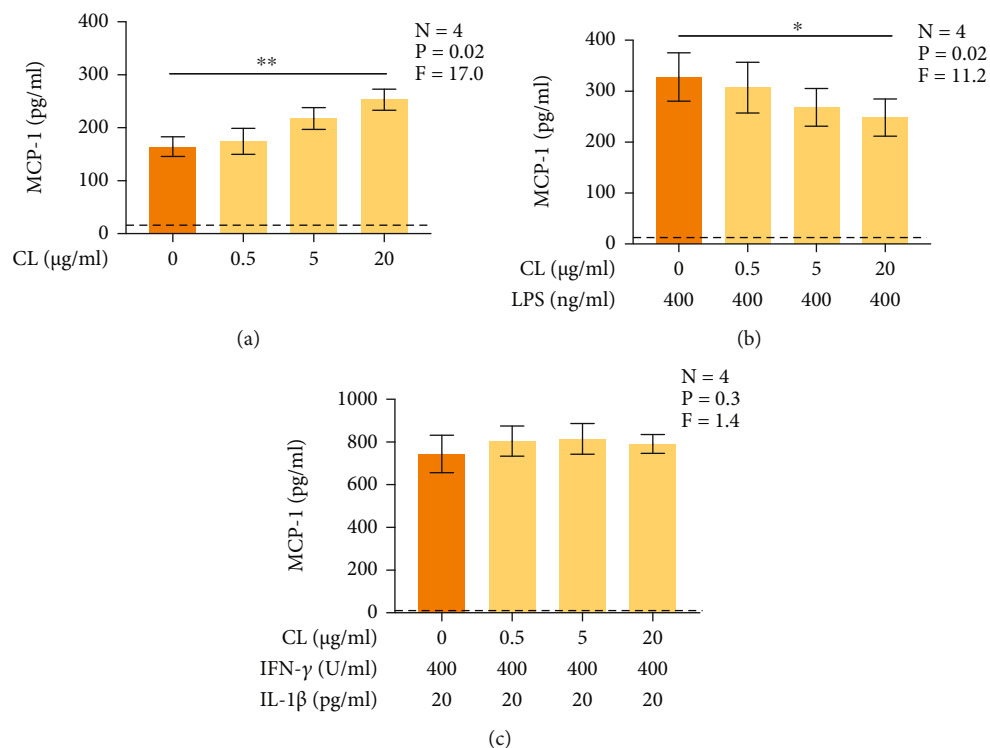 400
300
200
100
0
MCP-1 (pg/ml)
**
N = 4
P = 0.02
F = 17.0
CL (μg/ml) 0 0.5 5 20
(a)
400
300
200
100
0
MCP-1 (pg/ml)
*
N = 4
P = 0.02
F = 11.2
CL (μg/ml) 0 0.5 5 20
LPS (ng/ml) 400 400 400 400
(b)
1000
800
600
400
200
0
MCP-1 (pg/ml)
N = 4
P = 0.3
F = 1.4
CL (μg/ml) 0 0.5 5 20
IFN-γ (U/ml) 400 400 400 400
IL-1β (pg/ml) 20 20 20 20
(c)